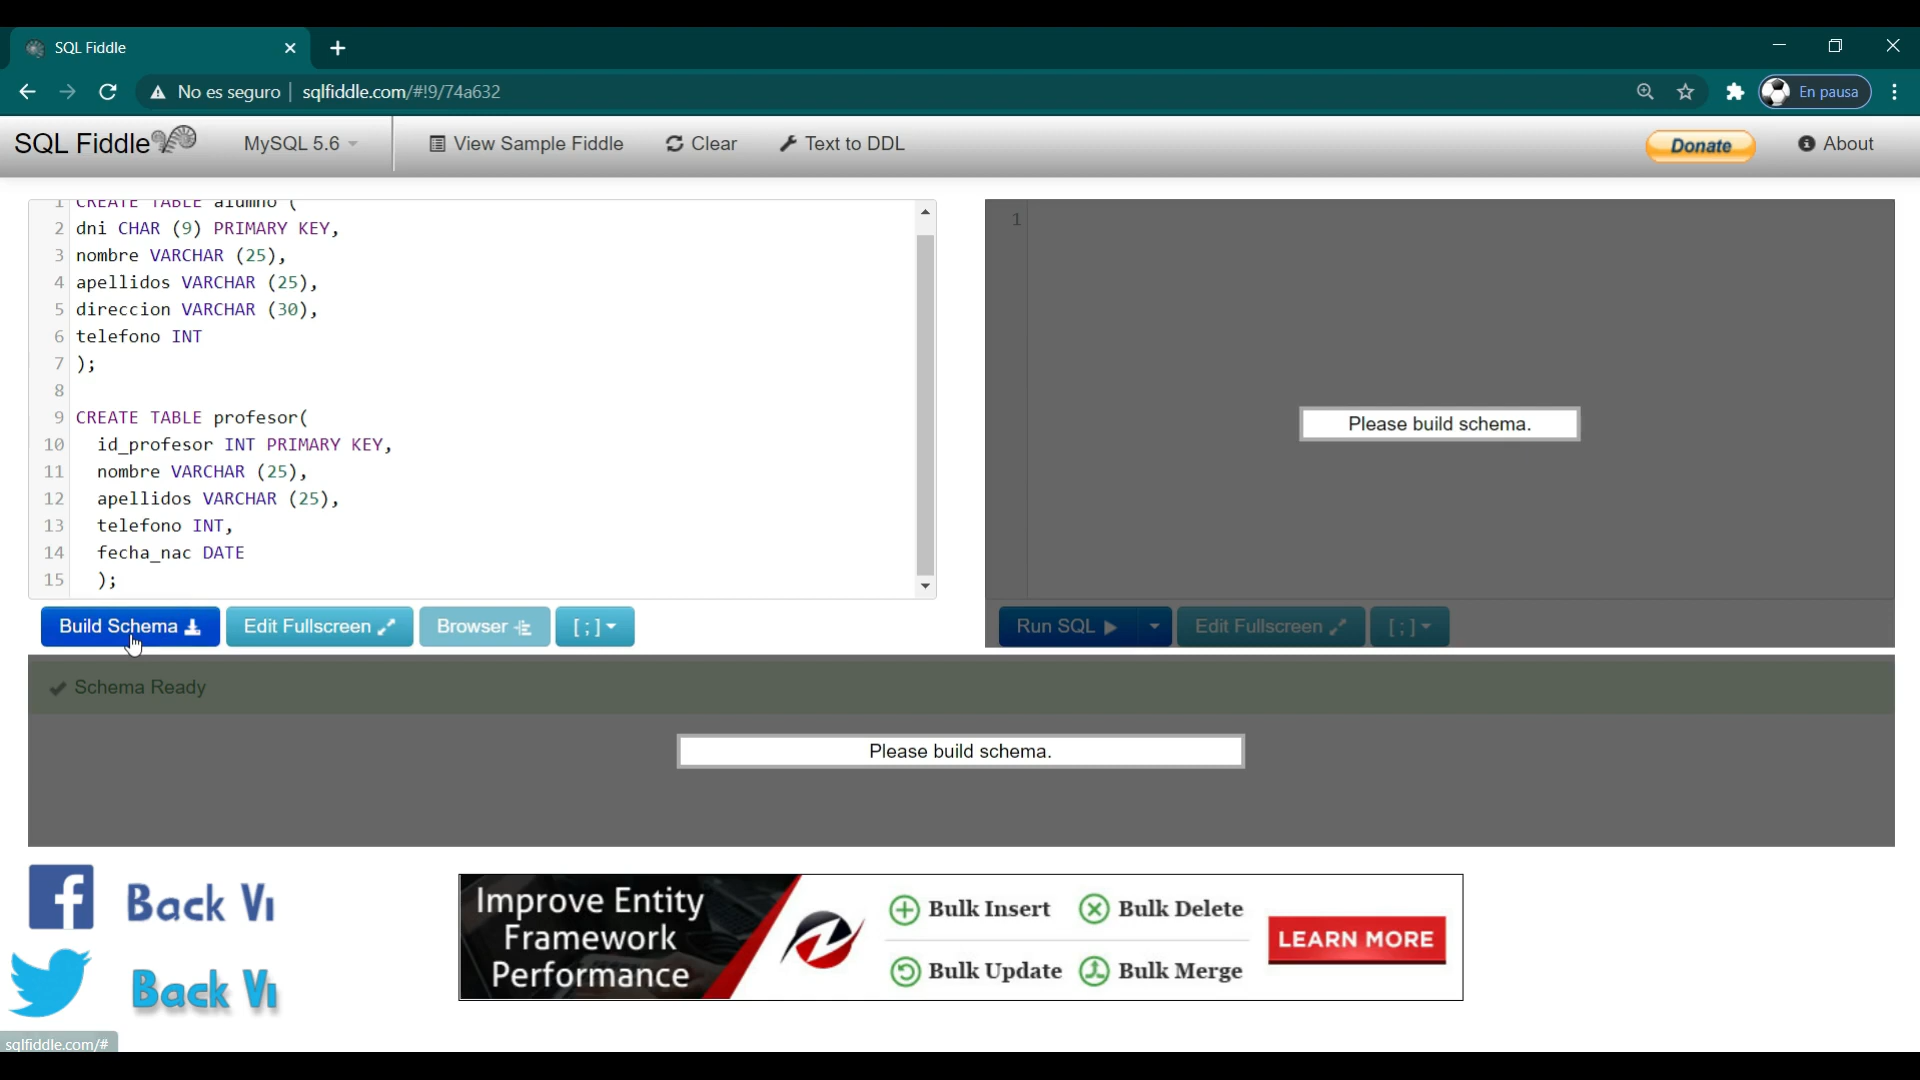 SQL Fiddle
No es seguro
sqlfiddle.com/#!9/74a632
En pausa
SQL Fiddle
MySQL 5.6
View Sample Fiddle
Clear
Text to DDL
Donate
About
1 CREATE TABLE alumno (
2 dni CHAR (9) PRIMARY KEY,
3 nombre VARCHAR (25),
4 apellidos VARCHAR (25),
5 direccion VARCHAR (30),
6 telefono INT
7 );
8
9 CREATE TABLE profesor(
10 id_profesor INT PRIMARY KEY,
11 nombre VARCHAR (25),
12 apellidos VARCHAR (25),
13 telefono INT,
14 fecha_nac DATE
15 );
1
Please build schema.
Build Schema
Edit Fullscreen
Browser
[ ; ]
Run SQL
Edit Fullscreen
[ ; ]
Schema Ready
Please build schema.
Back Vi
Back Vi
Improve Entity
Framework
Performance
Bulk Insert
Bulk Delete
Bulk Update
Bulk Merge
LEARN MORE
sqlfiddle.com/#